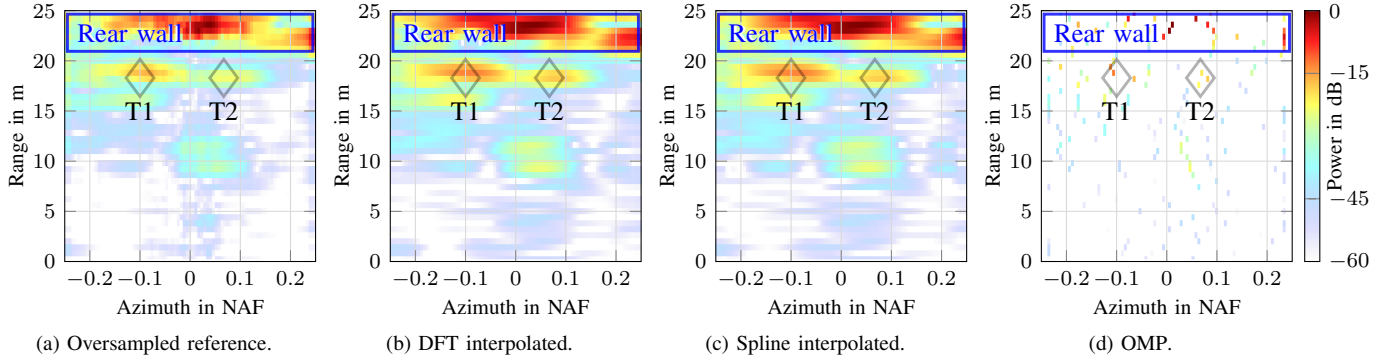 25
20
15
10
5
0
Range in m
Rear wall
T1
T2
−0.2 −0.1 0 0.1 0.2
Azimuth in NAF
(a) Oversampled reference.
25
20
15
10
5
0
Range in m
Rear wall
T1
T2
−0.2 −0.1 0 0.1 0.2
Azimuth in NAF
(b) DFT interpolated.
25
20
15
10
5
0
Range in m
Rear wall
T1
T2
−0.2 −0.1 0 0.1 0.2
Azimuth in NAF
(c) Spline interpolated.
25
20
15
10
5
0
Range in m
Rear wall
T1
T2
−0.2 −0.1 0 0.1 0.2
Azimuth in NAF
(d) OMP.
0
−15
−45
−60
Power in dB